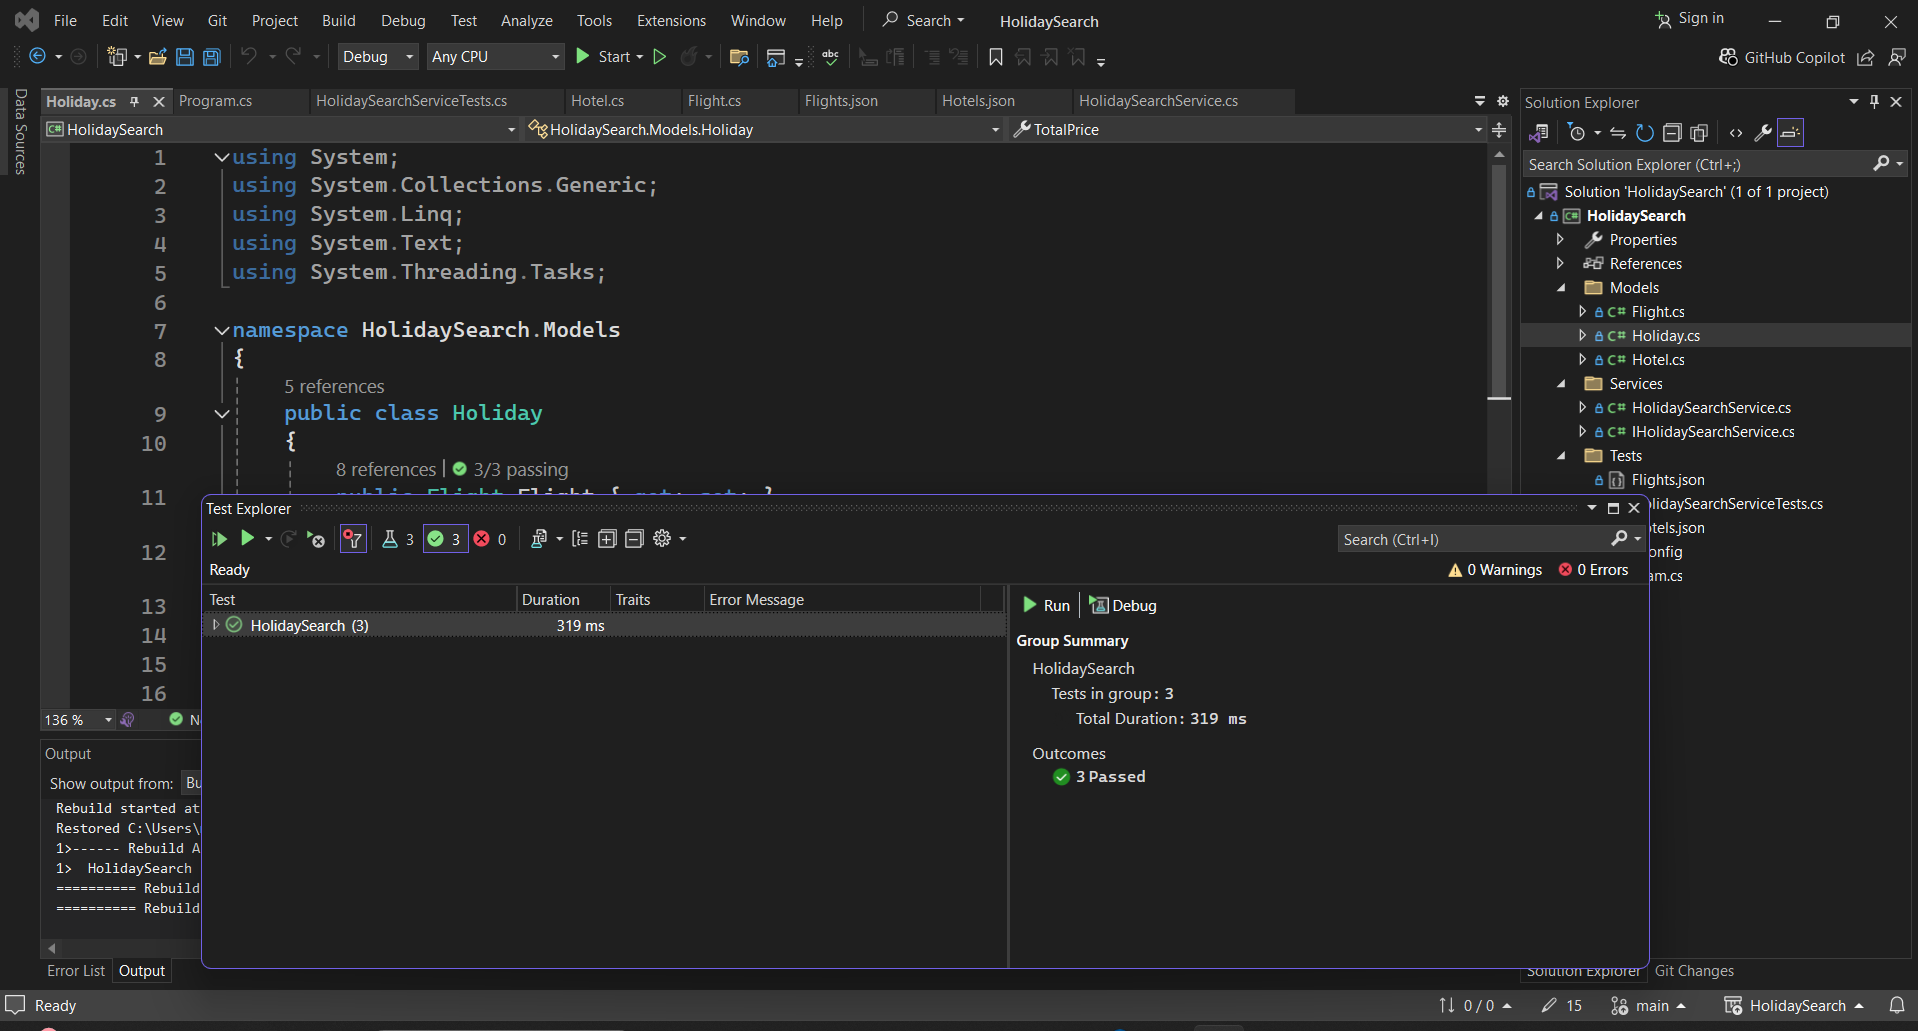 File Edit View Git Project Build Debug Test Analyze Tools Extensions Window Help Search HolidaySearch Sign in
Debug Any CPU Start abc GitHub Copilot
Data Sources
Holiday.cs Program.cs HolidaySearchServiceTests.cs Hotel.cs Flight.cs Flights.json Hotels.json HolidaySearchService.cs
C# HolidaySearch HolidaySearch.Models.Holiday TotalPrice
1 using System;
2 using System.Collections.Generic;
3 using System.Linq;
4 using System.Text;
5 using System.Threading.Tasks;
6
7 namespace HolidaySearch.Models
8 {
5 references
9 public class Holiday
10 {
8 references | 3/3 passing
11 public Flight Flight { get; set; }
12
13
14
15
16
136 %
Output
Show output from: Bu
Rebuild started at
Restored C:\Users\
1>------ Rebuild A
1> HolidaySearch
========== Rebuild
========== Rebuild
Error List Output
Test Explorer
3 3 0 Search (Ctrl+I)
Ready 0 Warnings 0 Errors
Test Duration Traits Error Message
HolidaySearch (3) 319 ms
Run Debug
Group Summary
HolidaySearch
Tests in group: 3
Total Duration: 319 ms
Outcomes
3 Passed
Solution Explorer
Search Solution Explorer (Ctrl+;)
Solution 'HolidaySearch' (1 of 1 project)
C# HolidaySearch
Properties
References
Models
C# Flight.cs
C# Holiday.cs
C# Hotel.cs
Services
C# HolidaySearchService.cs
C# IHolidaySearchService.cs
Tests
Flights.json
olidaySearchServiceTests.cs
otels.json
onfig
am.cs
Solution Explorer Git Changes
Ready 0 / 0 15 main HolidaySearch